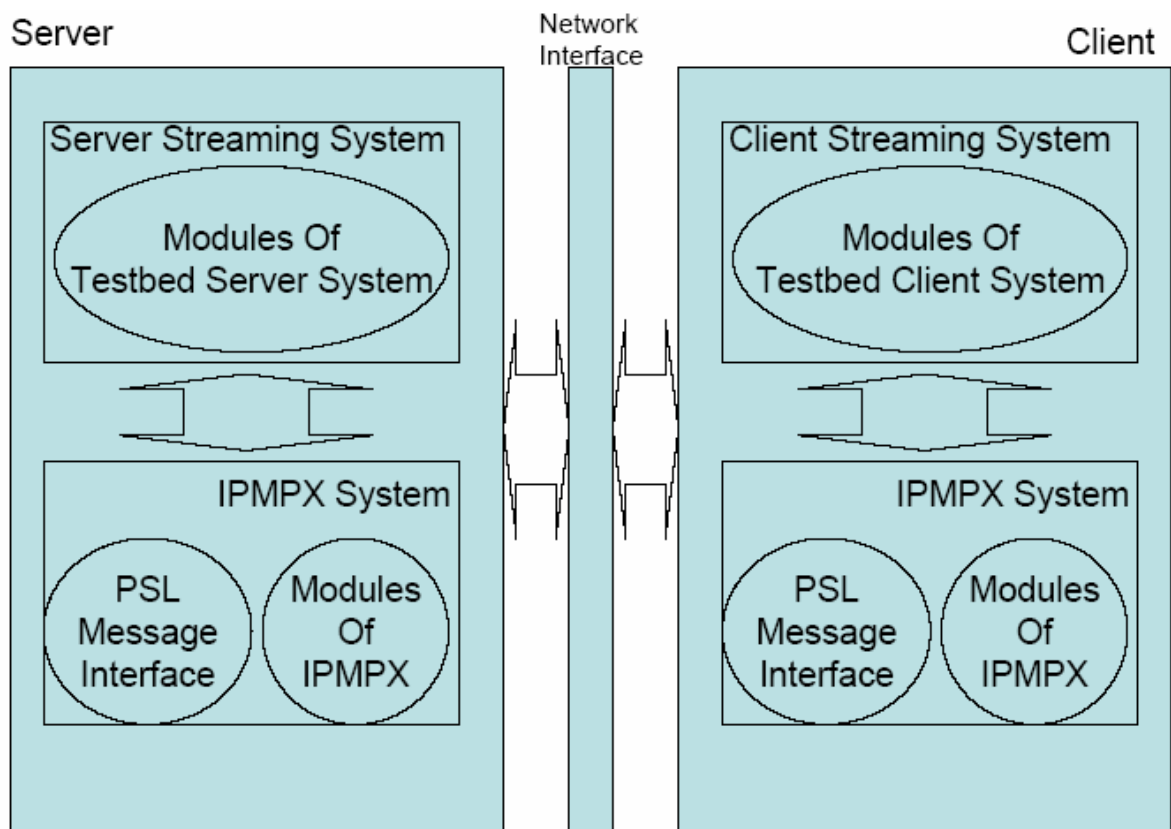 Server
Network
Interface
Client
Server Streaming System
Modules Of
Testbed Server System
Client Streaming System
Modules Of
Testbed Client System
IPMPX System
PSL
Message
Interface
Modules
Of
IPMPX
IPMPX System
PSL
Message
Interface
Modules
Of
IPMPX